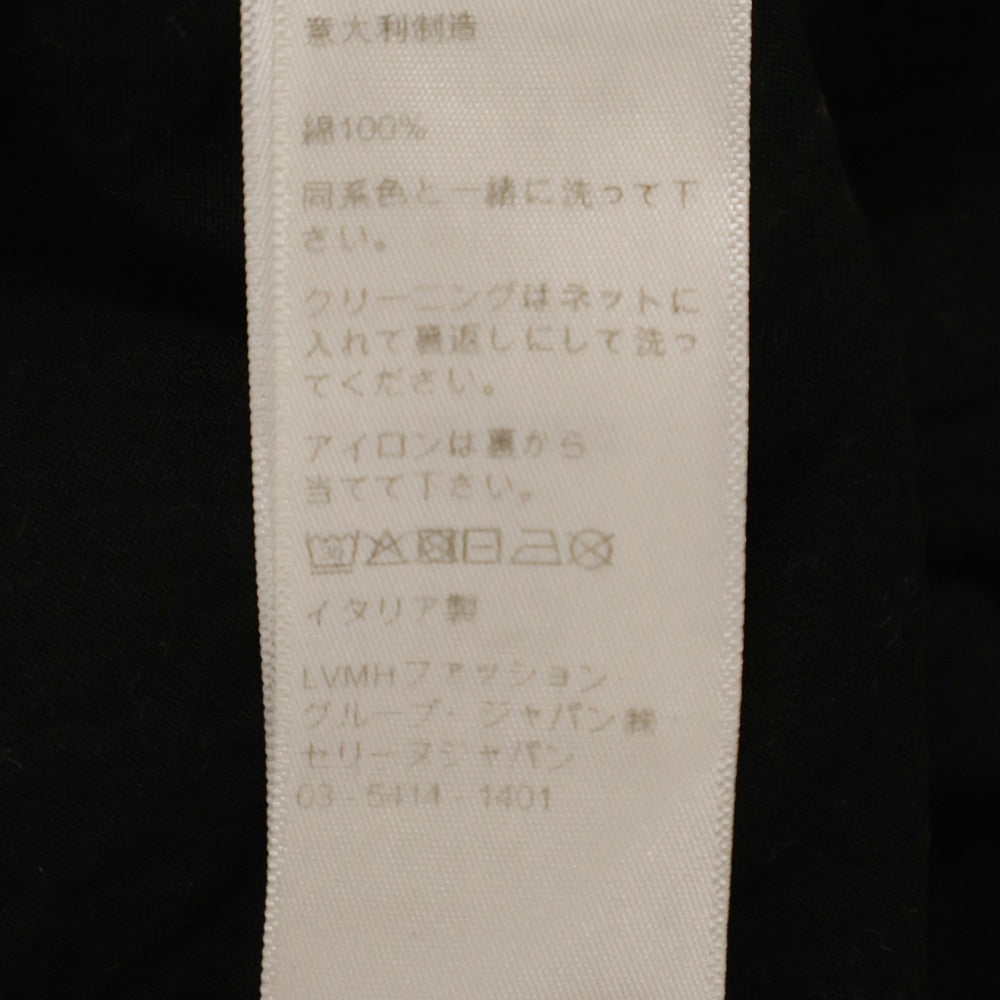 意大利制造
綿100%
同系色と一緒に洗って下
さい。
クリーニングはネットに
入れて裏返しにして洗っ
てください。
アイロンは裏から
当てて下さい。
イタリア製
LVMHファッション・
グループ・ジャパン㈱
セリーヌジャパン
03 - 5414 - 1401